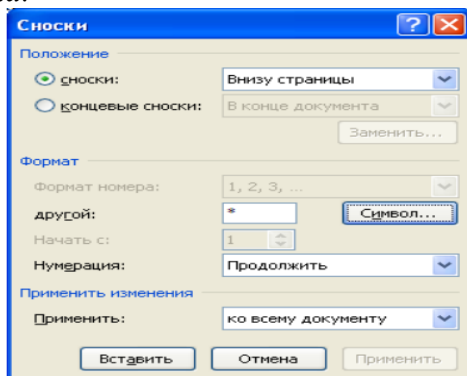 Сноски
Положение
сноски: Внизу страницы
концевые сноски: В конце документа
Заменить...
Формат
Формат номера: 1, 2, 3, ...
другой: * Символ...
Начать с: 1
Нумерация: Продолжить
Применить изменения
Применить: ко всему документу
Вставить Отмена Применить